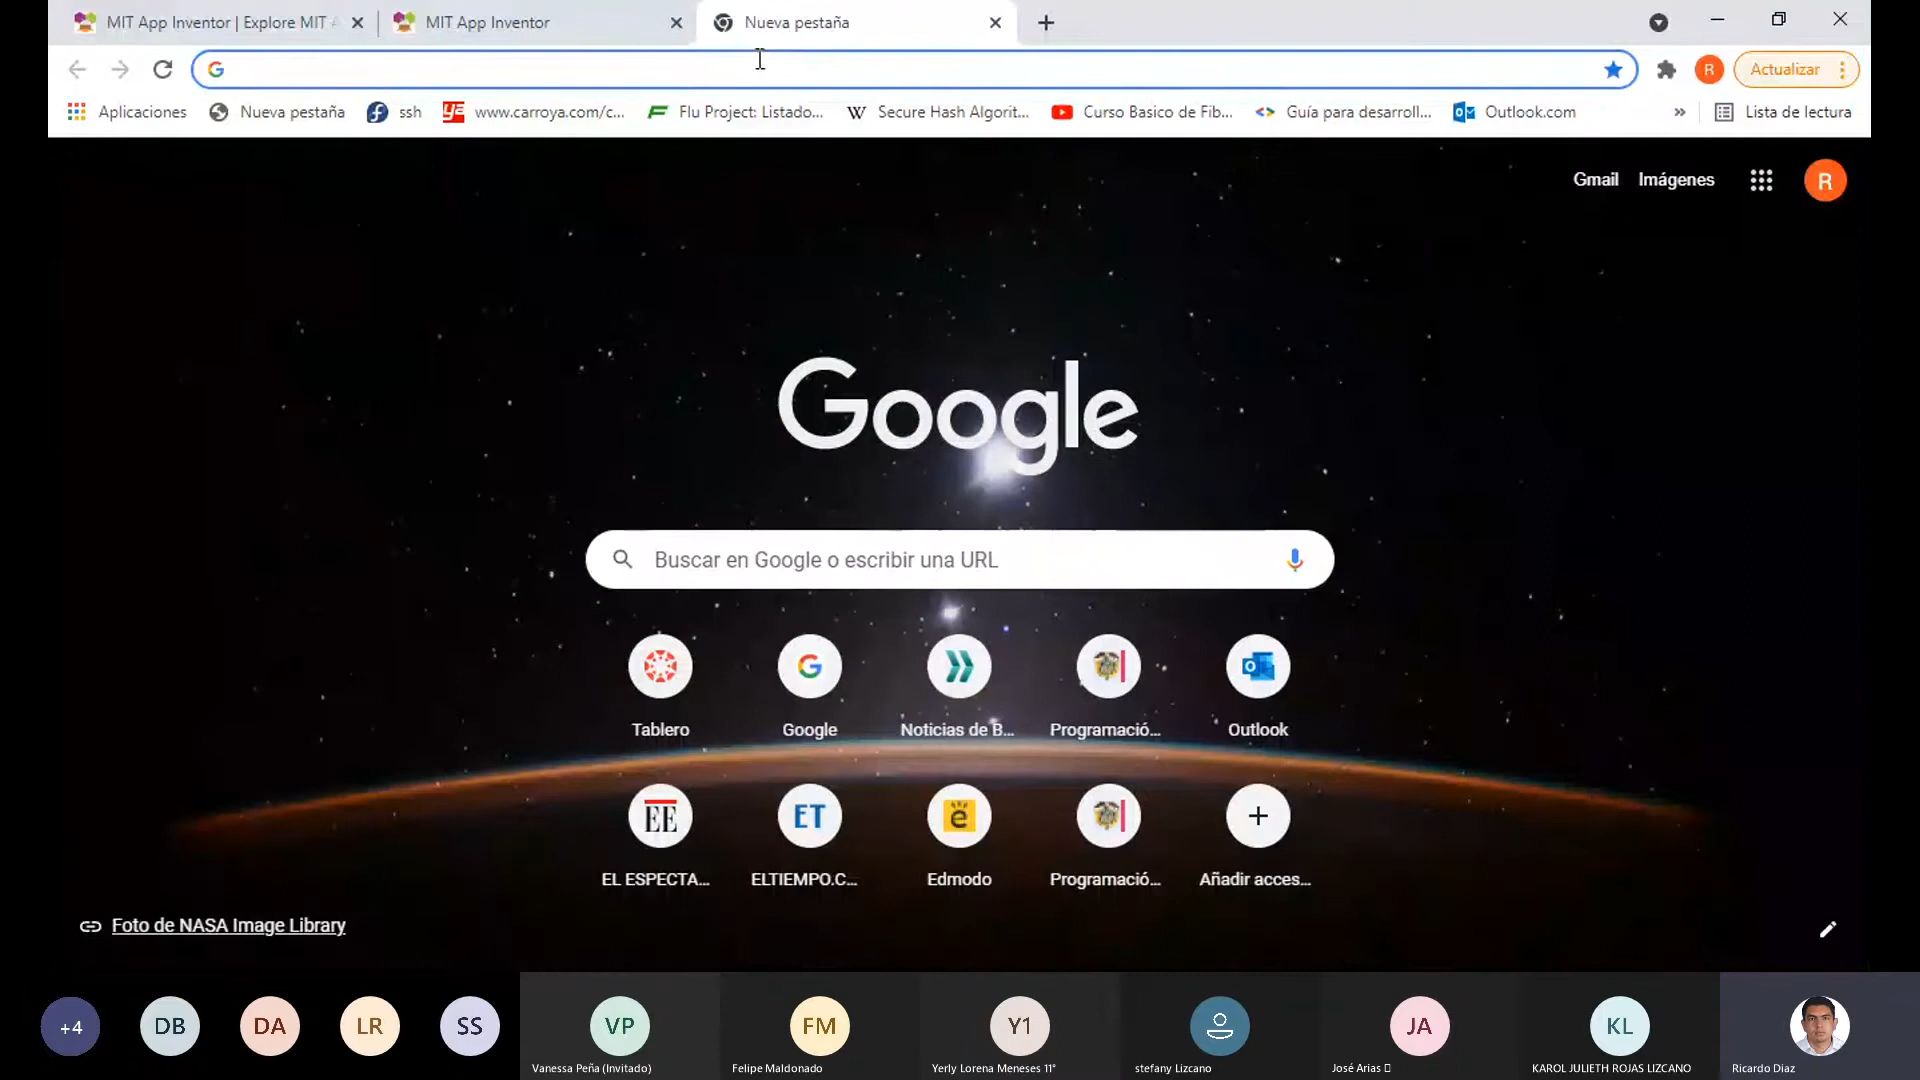 MIT App Inventor | Explore MIT A
MIT App Inventor
Nueva pestaña
R
Actualizar
Aplicaciones
Nueva pestaña
ssh
www.carroya.com/c...
Flu Project: Listado...
W
Secure Hash Algorit...
Curso Basico de Fib...
Guía para desarroll...
Outlook.com
»
Lista de lectura
Gmail
Imágenes
R
Google
Buscar en Google o escribir una URL
Tablero
Google
Noticias de B...
Programació...
Outlook
EE
ET
EL ESPECTA...
ELTIEMPO.C...
Edmodo
Programació...
Añadir acces...
Foto de NASA Image Library
+4
DB
DA
LR
SS
VP
FM
Y1
JA
KL
Vanessa Peña (Invitado)
Felipe Maldonado
Yerly Lorena Meneses 11°
stefany Lizcano
José Arias
KAROL JULIETH ROJAS LIZCANO
Ricardo Diaz